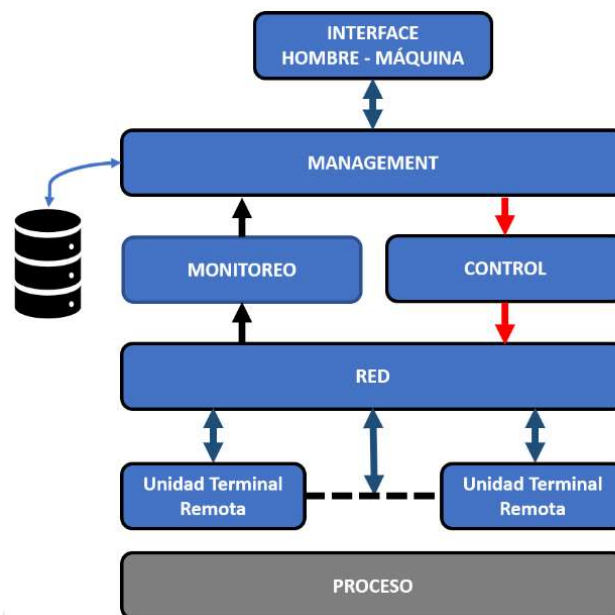 INTERFACE
HOMBRE - MÁQUINA
MANAGEMENT
MONITOREO
CONTROL
RED
Unidad Terminal
Remota
Unidad Terminal
Remota
PROCESO